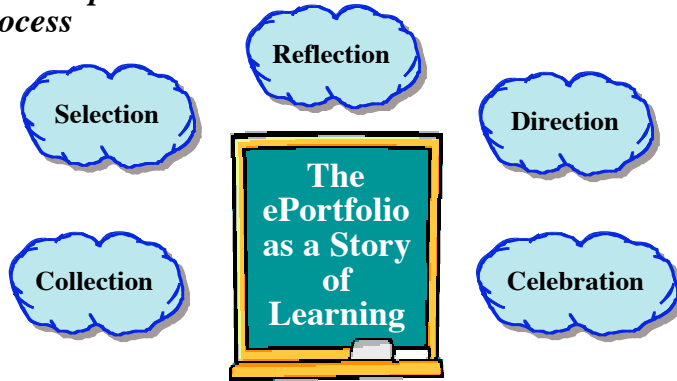 Reflection
Selection
Direction
The
ePortfolio
as a Story
of
Learning
Collection
Celebration